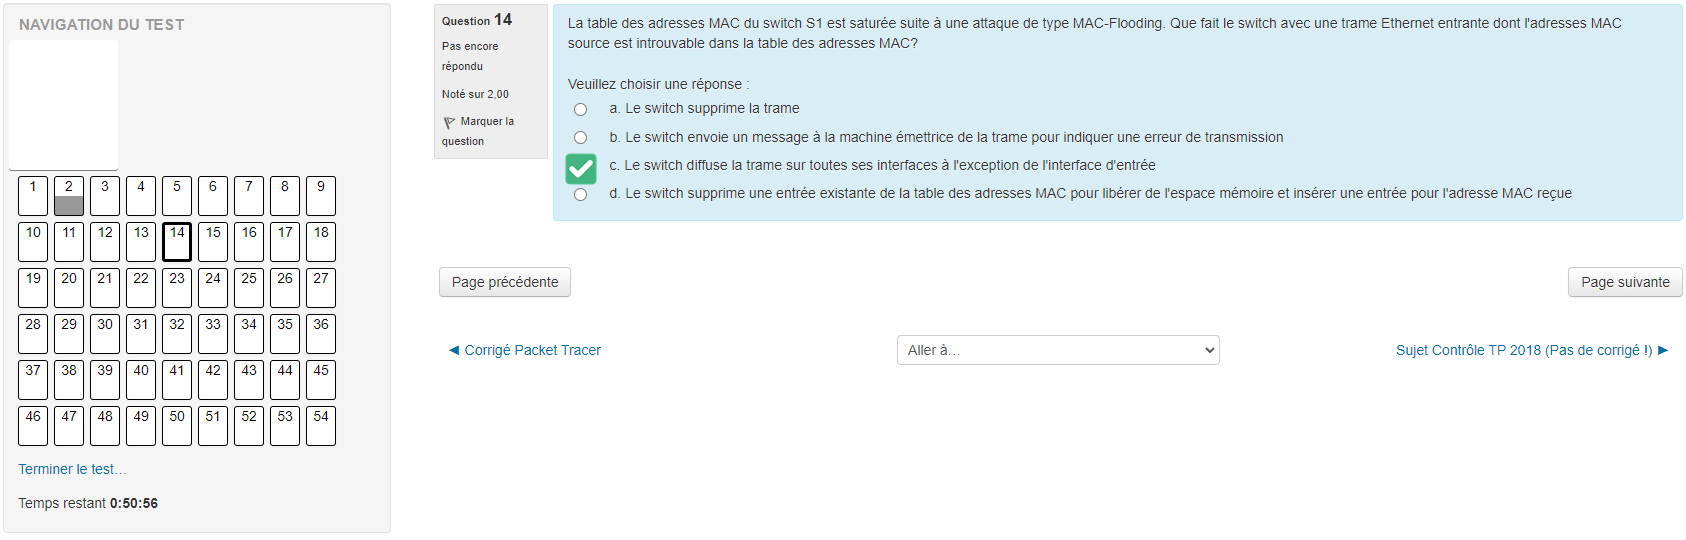 NAVIGATION DU TEST
1 2 3 4 5 6 7 8 9
10 11 12 13 14 15 16 17 18
19 20 21 22 23 24 25 26 27
28 29 30 31 32 33 34 35 36
37 38 39 40 41 42 43 44 45
46 47 48 49 50 51 52 53 54
Terminer le test…
Temps restant 0:50:56
Question 14
Pas encore
répondu
Noté sur 2,00
Marquer la
question
La table des adresses MAC du switch S1 est saturée suite à une attaque de type MAC-Flooding. Que fait le switch avec une trame Ethernet entrante dont l'adresses MAC
source est introuvable dans la table des adresses MAC?
Veuillez choisir une réponse :
a. Le switch supprime la trame
b. Le switch envoie un message à la machine émettrice de la trame pour indiquer une erreur de transmission
c. Le switch diffuse la trame sur toutes ses interfaces à l'exception de l'interface d'entrée
d. Le switch supprime une entrée existante de la table des adresses MAC pour libérer de l'espace mémoire et insérer une entrée pour l'adresse MAC reçue
Page précédente
Page suivante
◄ Corrigé Packet Tracer
Aller à…
Sujet Contrôle TP 2018 (Pas de corrigé !) ►